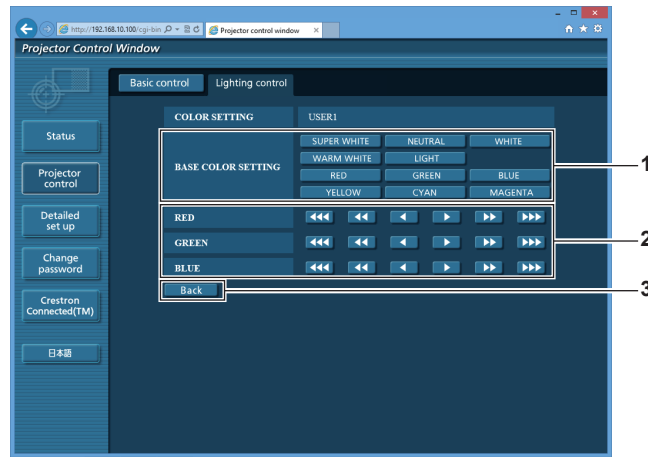 http://192.168.10.100/cgi-bin
Projector control window
Projector Control Window
Basic control Lighting control
COLOR SETTING USER1
Status
SUPER WHITE NEUTRAL WHITE
WARM WHITE LIGHT
BASE COLOR SETTING
RED GREEN BLUE
YELLOW CYAN MAGENTA
1
Projector
control
Detailed
set up
RED
GREEN
BLUE
2
Change
password
Back
3
Crestron
Connected(TM)
日本語